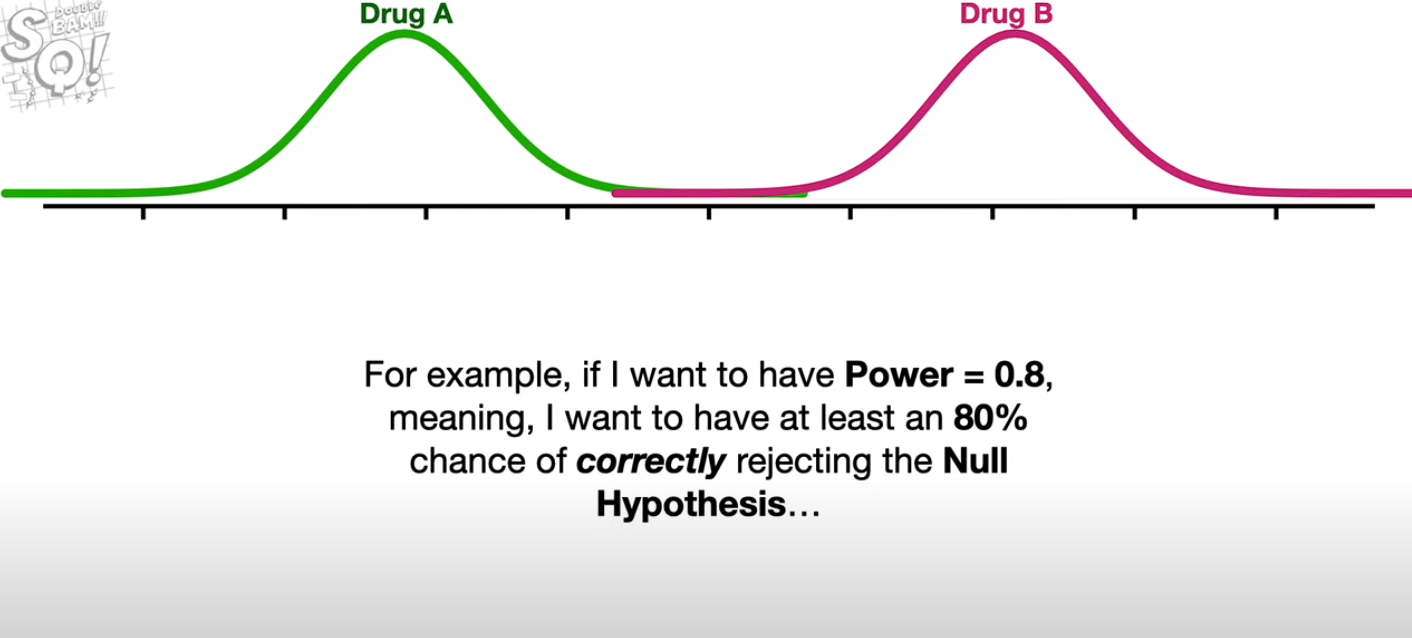 DOUBLE
BAM!!!
SQ!
Drug A
Drug B
For example, if I want to have Power = 0.8,
meaning, I want to have at least an 80%
chance of correctly rejecting the Null
Hypothesis…